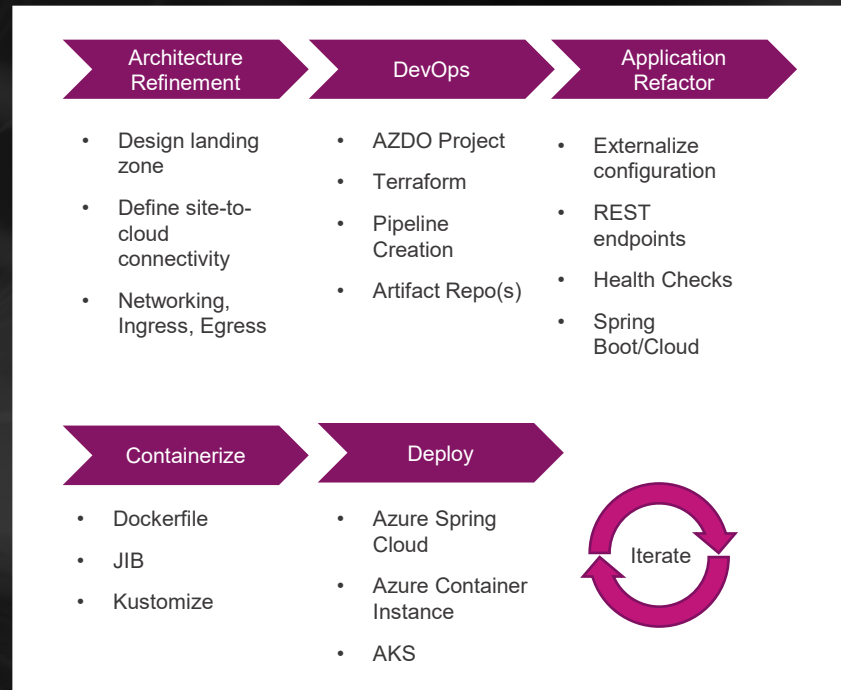 Architecture
Refinement
DevOps
Application
Refactor
• Design landing
zone
• Define site-to-
cloud
connectivity
• Networking,
Ingress, Egress
• AZDO Project
• Terraform
• Pipeline
Creation
• Artifact Repo(s)
• Externalize
configuration
• REST
endpoints
• Health Checks
• Spring
Boot/Cloud
Containerize
Deploy
• Dockerfile
• JIB
• Kustomize
• Azure Spring
Cloud
• Azure Container
Instance
• AKS
Iterate